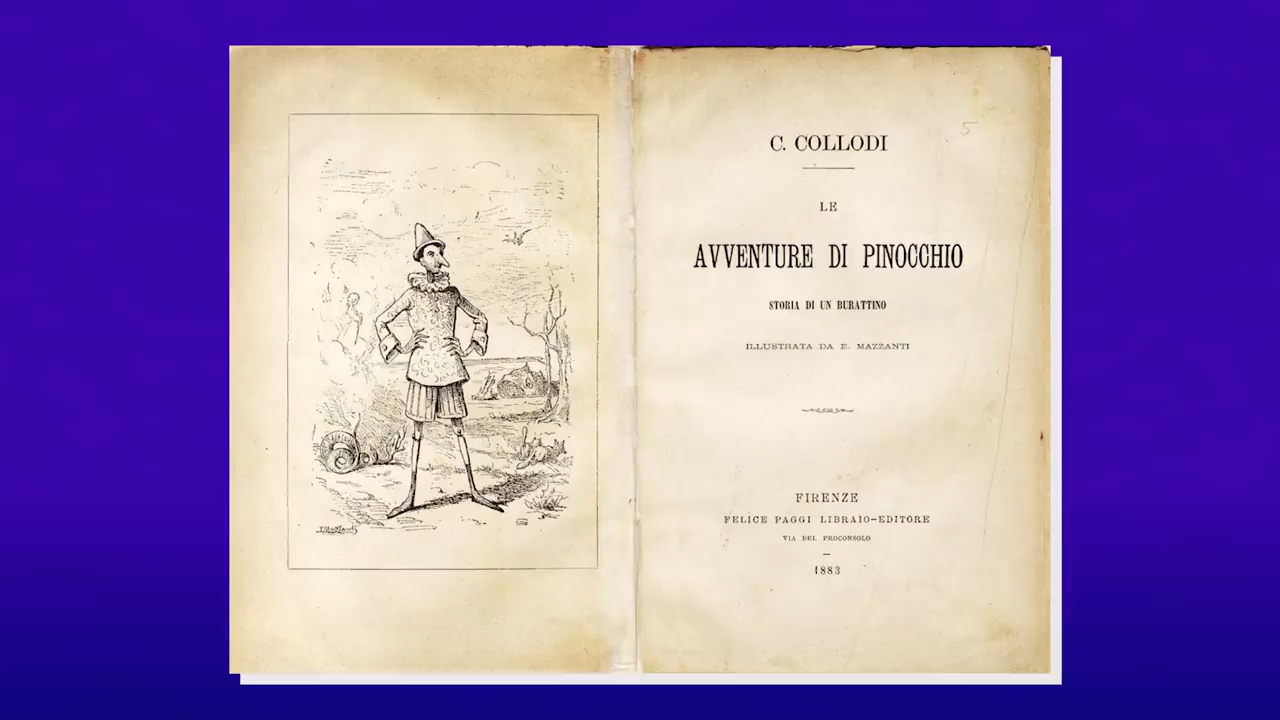 5
C. COLLODI
LE
AVVENTURE DI PINOCCHIO
STORIA DI UN BURATTINO
ILLUSTRATA DA E. MAZZANTI
FIRENZE
FELICE PAGGI LIBRAIO-EDITORE
VIA DEL PROCONSOLO
1883